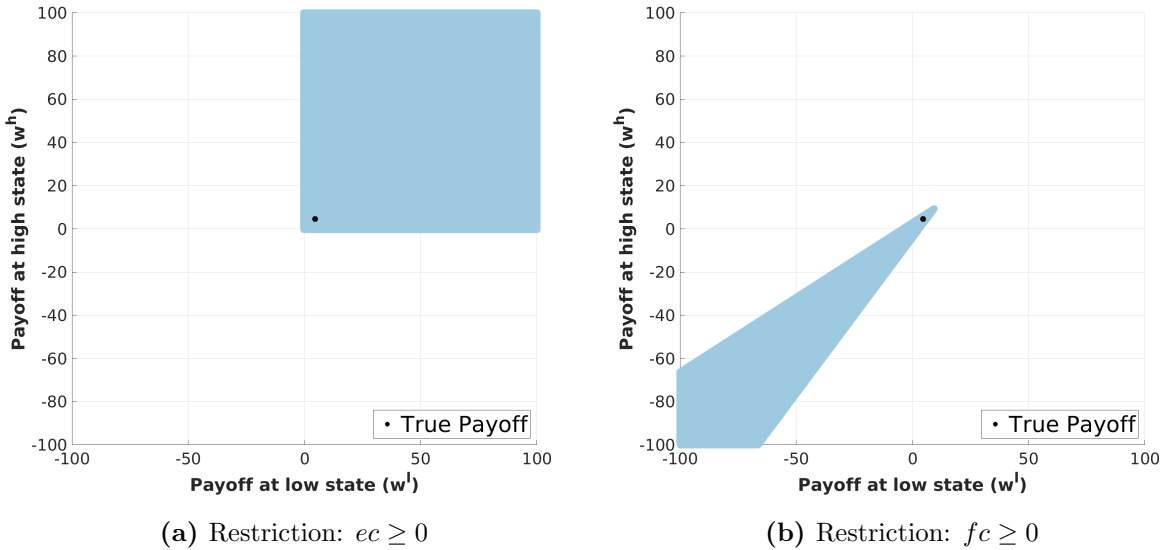 100
80
60
40
20
0
-20
-40
-60
-80
-100
-100 -50 0 50 100
Payoff at high state (w^h)
Payoff at low state (w^l)
True Payoff
(a) Restriction: ec ≥ 0
100
80
60
40
20
0
-20
-40
-60
-80
-100
-100 -50 0 50 100
Payoff at high state (w^h)
Payoff at low state (w^l)
True Payoff
(b) Restriction: fc ≥ 0